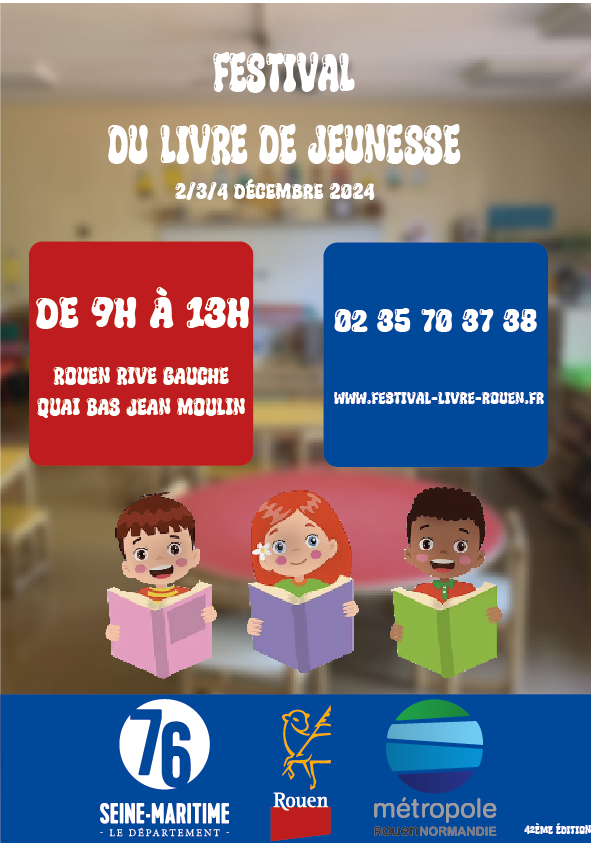 FESTIVAL
DU LIVRE DE JEUNESSE
2/3/4 DÉCEMBRE 2024
DE 9H À 13H
ROUEN RIVE GAUCHE
QUAI BAS JEAN MOULIN
02 35 70 37 38
WWW.FESTIVAL-LIVRE-ROUEN.FR
76
SEINE-MARITIME
- LE DÉPARTEMENT -
Rouen
métropole
ROUENNORMANDIE
42ÈME ÉDITION